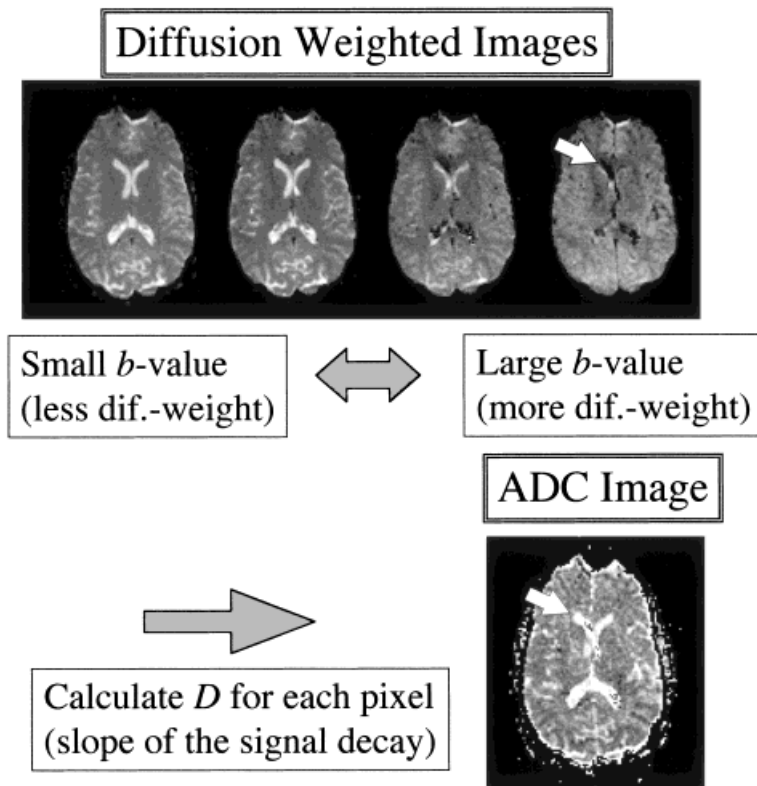 Diffusion Weighted Images
Small b-value
(less dif.-weight)
Large b-value
(more dif.-weight)
ADC Image
Calculate D for each pixel
(slope of the signal decay)